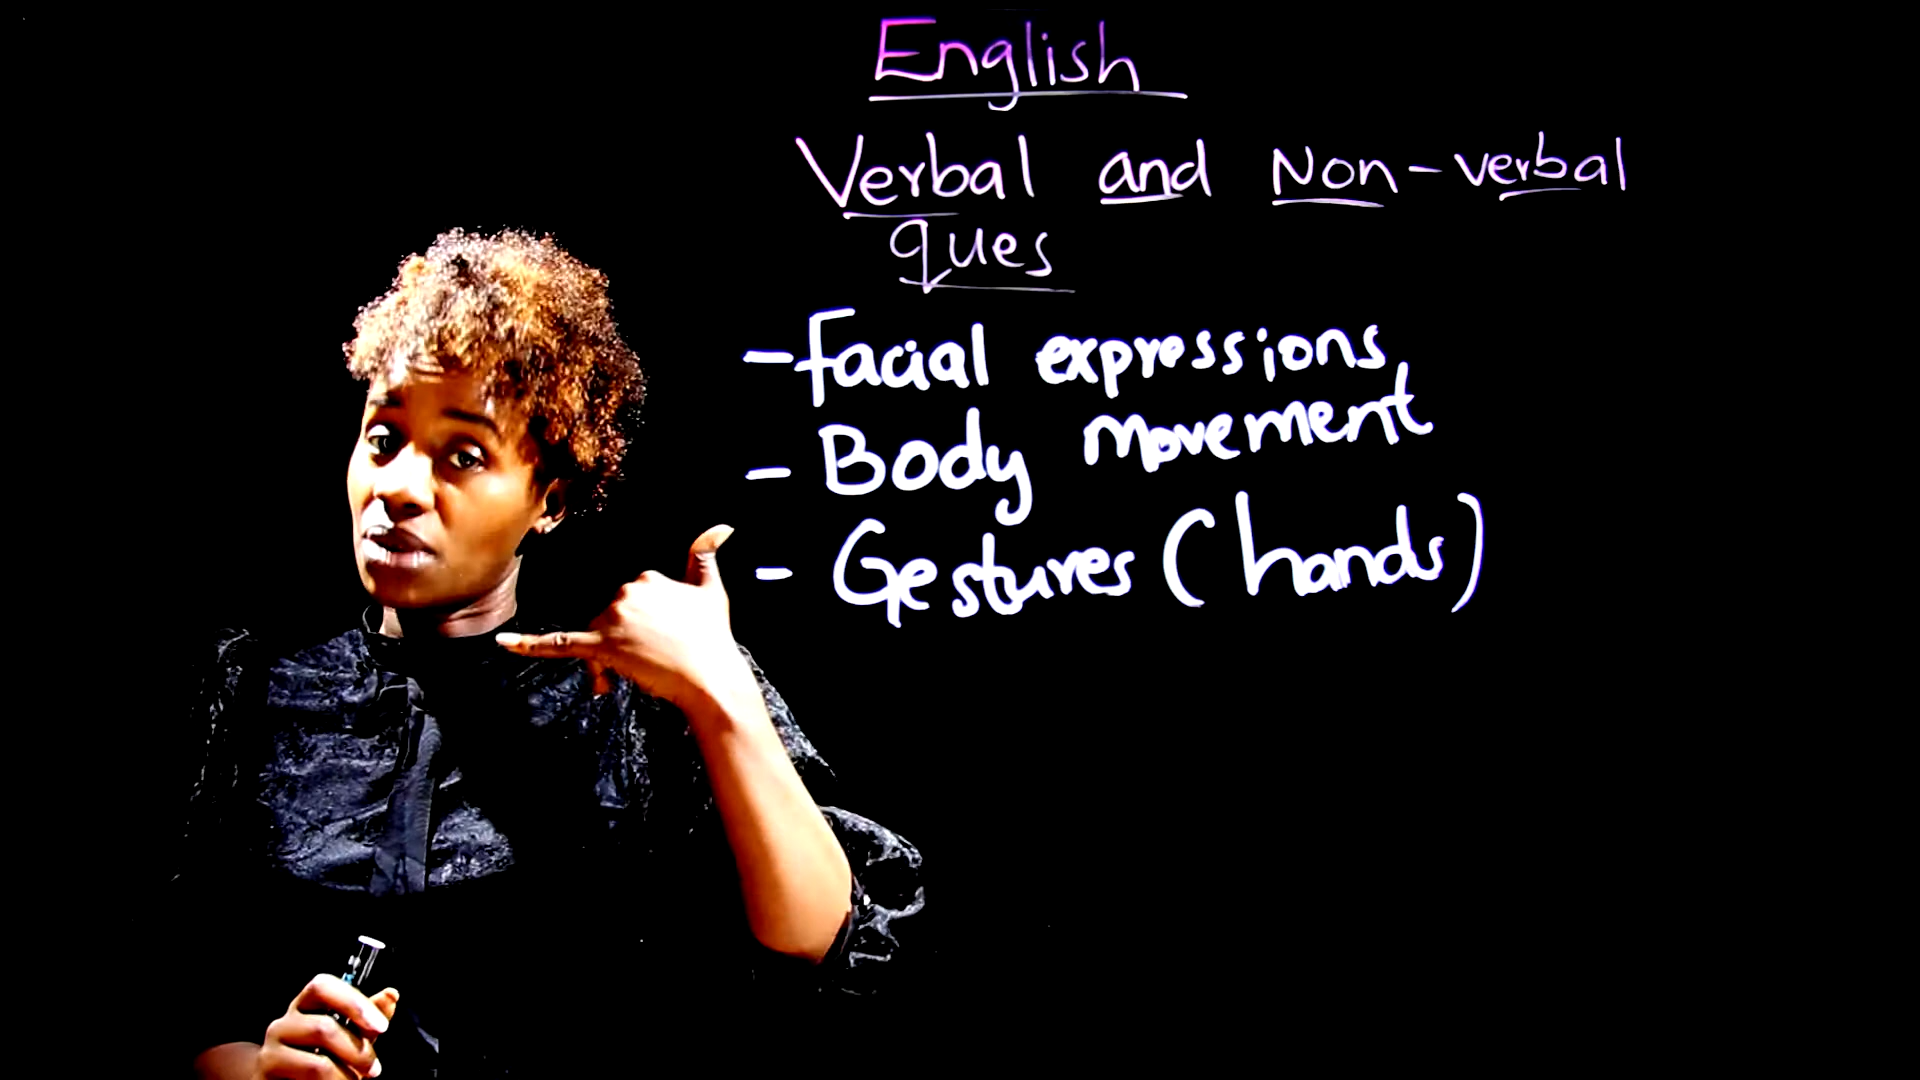 English
Verbal and Non-verbal
ques
- Facial expressions
- Body movement
- Gestures (hands)